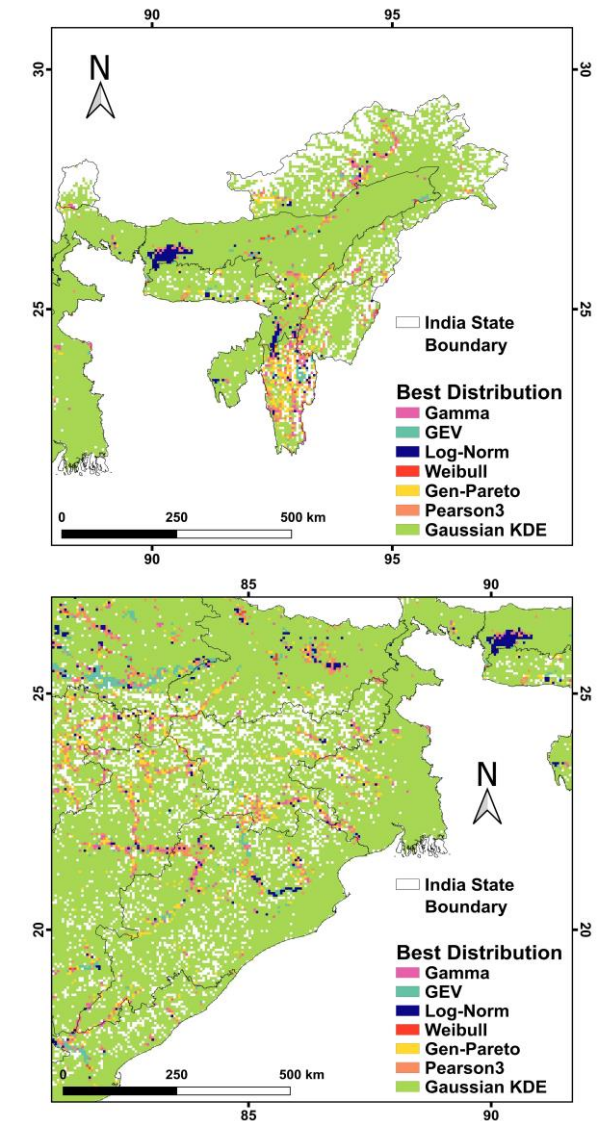 90 95
30 30
N
25 25
India State
Boundary
Best Distribution
Gamma
GEV
Log-Norm
Weibull
Gen-Pareto
Pearson3
Gaussian KDE
0 250 500 km
90 95
85 90
25 25
N
India State
Boundary
20 20
Best Distribution
Gamma
GEV
Log-Norm
Weibull
Gen-Pareto
Pearson3
Gaussian KDE
0 250 500 km
85 90